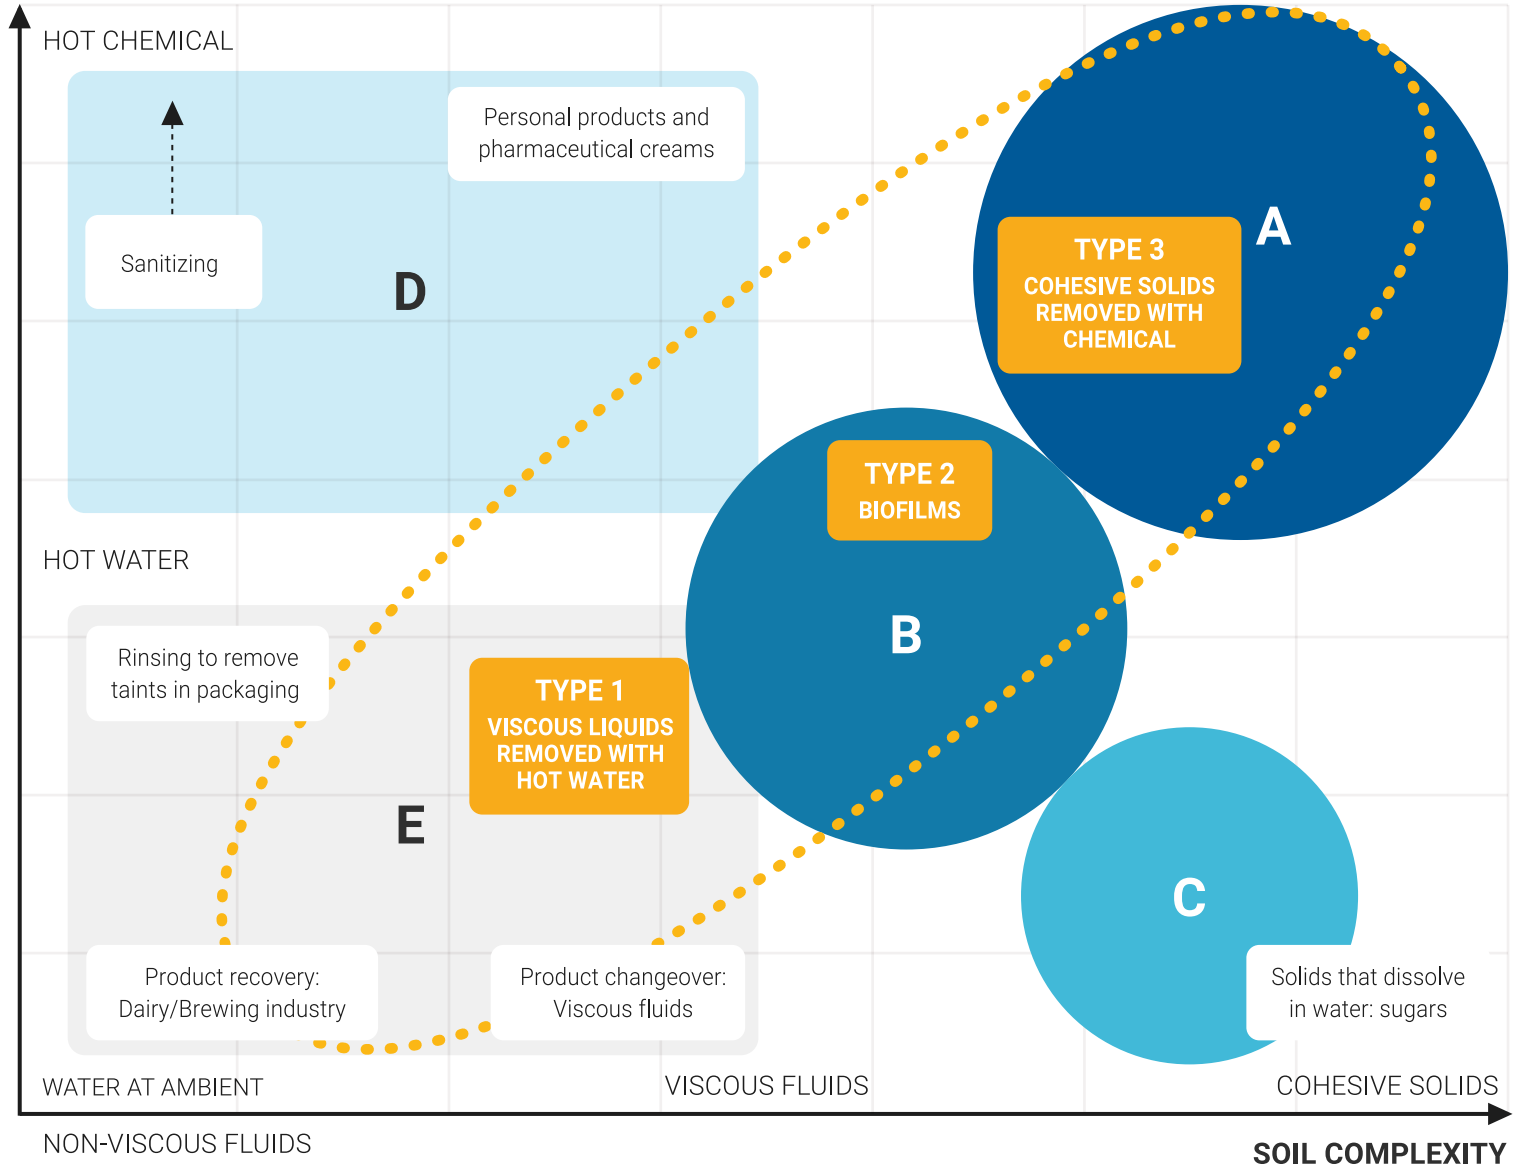 HOT CHEMICAL
Personal products and
pharmaceutical creams
Sanitizing
D
A
TYPE 3
COHESIVE SOLIDS
REMOVED WITH
CHEMICAL
TYPE 2
BIOFILMS
HOT WATER
B
Rinsing to remove
taints in packaging
TYPE 1
VISCOUS LIQUIDS
REMOVED WITH
HOT WATER
E
C
Product recovery:
Dairy/Brewing industry
Product changeover:
Viscous fluids
Solids that dissolve
in water: sugars
WATER AT AMBIENT
VISCOUS FLUIDS
COHESIVE SOLIDS
NON-VISCOUS FLUIDS
SOIL COMPLEXITY